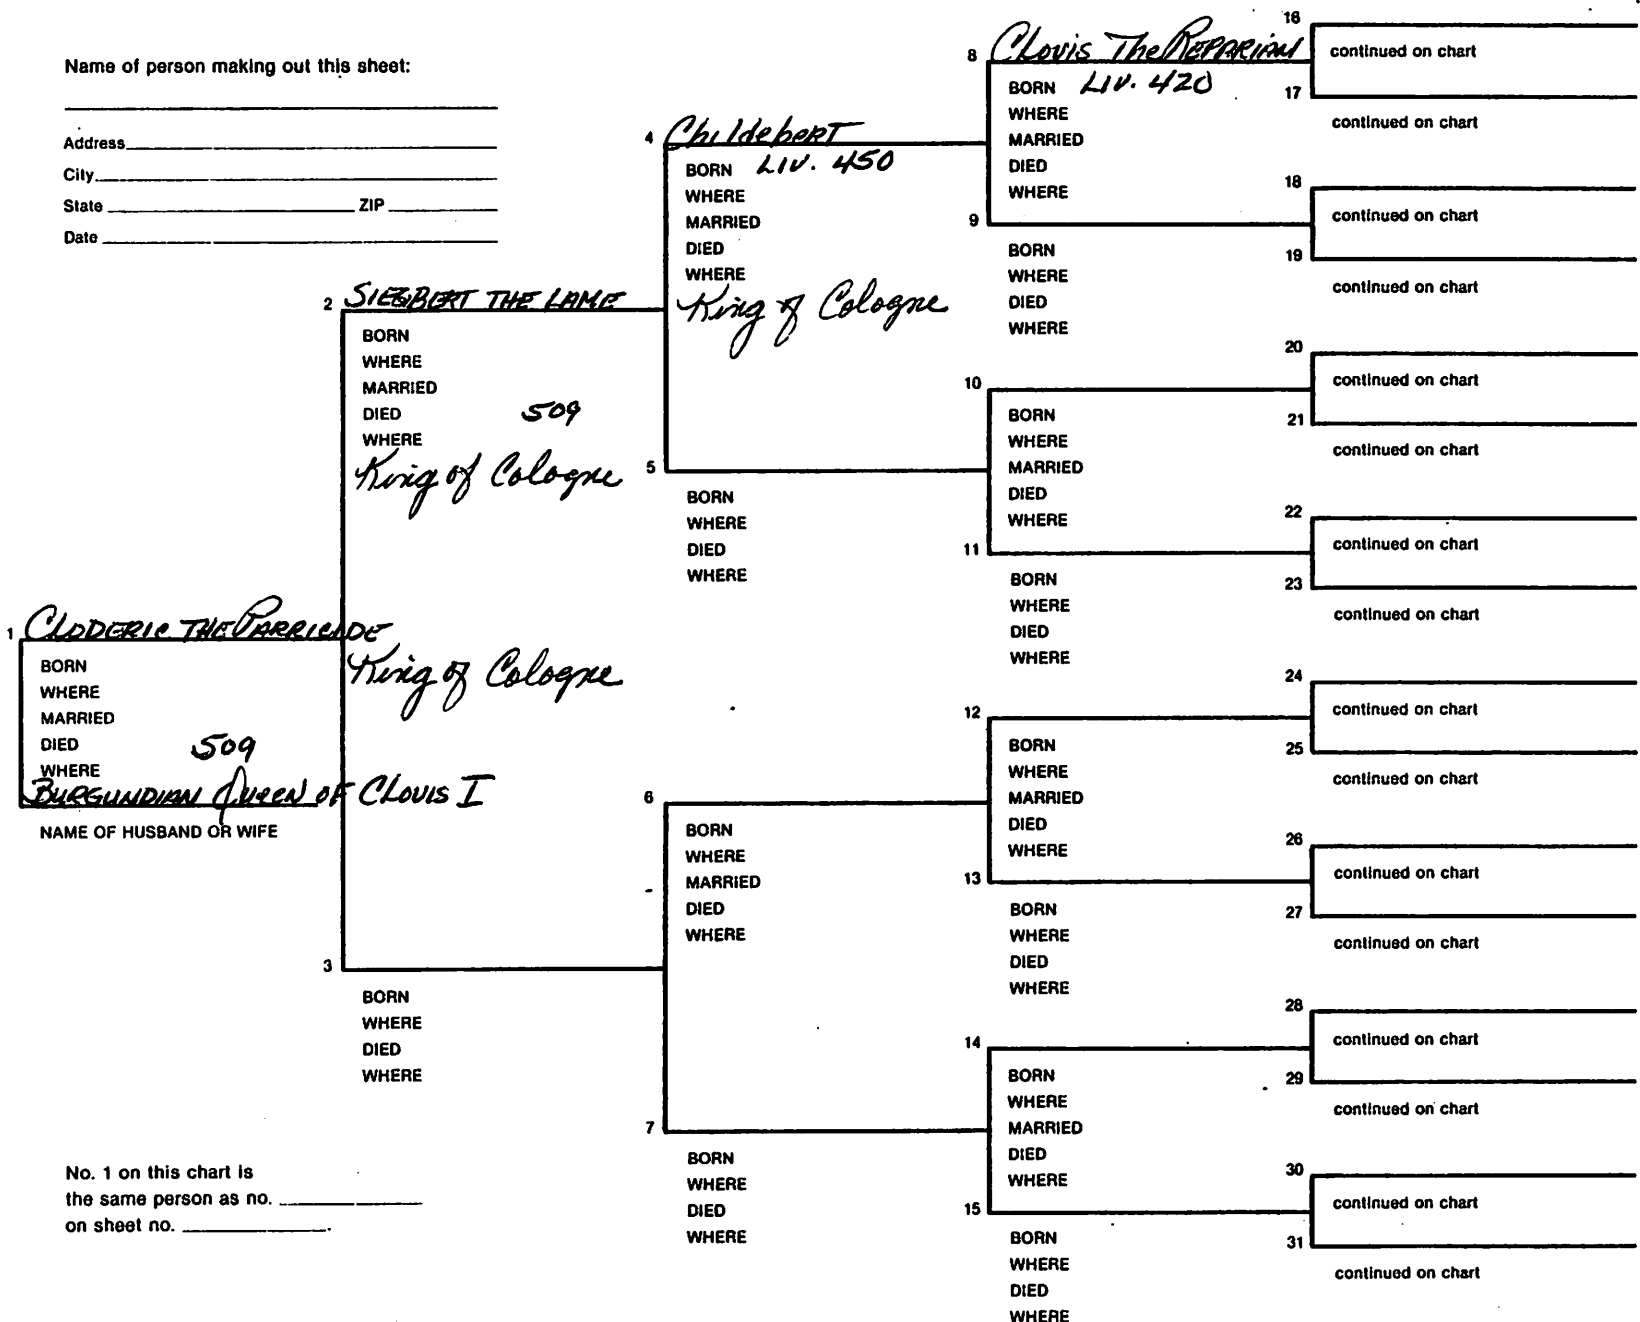 Name of person making out this sheet:
Address
City
State ZIP
Date
1 CLODERIC THE PARRICADE
BORN
WHERE
MARRIED
DIED 509
WHERE
King of Cologne
BURGUNDIAN QUEEN OF CLOVIS I
NAME OF HUSBAND OR WIFE
2 SIEGBERT THE LAME
BORN
WHERE
MARRIED
DIED 509
WHERE
King of Cologne
3
BORN
WHERE
DIED
WHERE
4 Childebert
BORN LIV. 450
WHERE
MARRIED
DIED
WHERE
King of Cologne
5
BORN
WHERE
DIED
WHERE
6
BORN
WHERE
MARRIED
DIED
WHERE
7
BORN
WHERE
DIED
WHERE
8 CLOVIS THE REPARIAN
BORN LIV. 420
WHERE
MARRIED
DIED
WHERE
9
BORN
WHERE
DIED
WHERE
10
BORN
WHERE
MARRIED
DIED
WHERE
11
BORN
WHERE
DIED
WHERE
12
BORN
WHERE
MARRIED
DIED
WHERE
13
BORN
WHERE
DIED
WHERE
14
BORN
WHERE
MARRIED
DIED
WHERE
15
BORN
WHERE
DIED
WHERE
16
continued on chart
17
continued on chart
18
continued on chart
19
continued on chart
20
continued on chart
21
continued on chart
22
continued on chart
23
continued on chart
24
continued on chart
25
continued on chart
26
continued on chart
27
continued on chart
28
continued on chart
29
continued on chart
30
continued on chart
31
continued on chart
No. 1 on this chart is
the same person as no.
on sheet no.